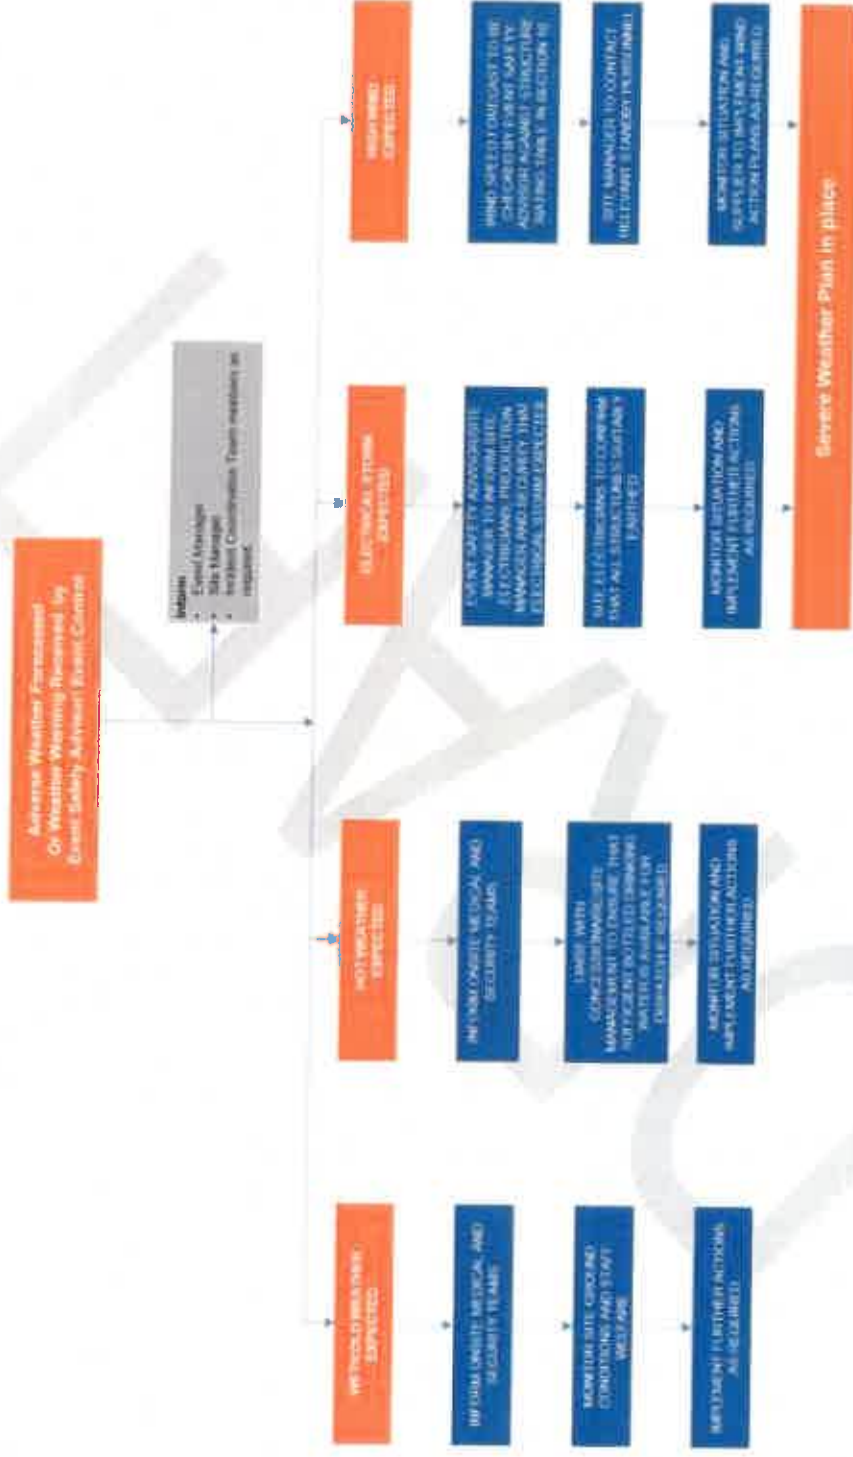 Adverse Weather Forecasted
Or Weather Warning Received by
Event Safety Advisor/ Event Control
Inform
• Event Manager
• Site Manager
• Incident Coordination Team members as
required
WET/COLD WEATHER
EXPECTED
INFORM ONSITE MEDICAL AND
SECURITY TEAMS
MONITOR SITE GROUND
CONDITIONS AND STAFF
WELFARE
IMPLEMENT FURTHER ACTIONS
AS REQUIRED
HOT WEATHER
EXPECTED
INFORM ONSITE MEDICAL AND
SECURITY TEAMS
LIAISE WITH
CONCESSIONAIRE/SITE
MANAGEMENT TO ENSURE THAT
SUFFICIENT BOTTLED DRINKING
WATER IS AVAILABLE FOR
DISPATCH IF REQUIRED
MONITOR SITUATION AND
IMPLEMENT FURTHER ACTIONS
AS REQUIRED
ELECTRICAL STORM
EXPECTED
EVENT SAFETY ADVISOR/SITE
MANAGER TO INFORM SITE
ELECTRICIANS, PRODUCTION
MANAGER AND SECURITY THAT
ELECTRICAL STORM EXPECTED
SITE ELECTRICIANS TO CONFIRM
THAT ALL STRUCTURES SUITABLY
EARTHED
MONITOR SITUATION AND
IMPLEMENT FURTHER ACTIONS
AS REQUIRED
HIGH WIND
EXPECTED
WIND SPEED FORECAST TO BE
CHECKED BY EVENT SAFETY
ADVISOR AGAINST STRUCTURE
RATING TABLE IN SECTION
SITE MANAGER TO CONTACT
RELEVANT STANDBY PERSONNEL
MONITOR SITUATION AND
SUPPLIER TO IMPLEMENT WIND
ACTION PLANS AS REQUIRED
Severe Weather Plan in place